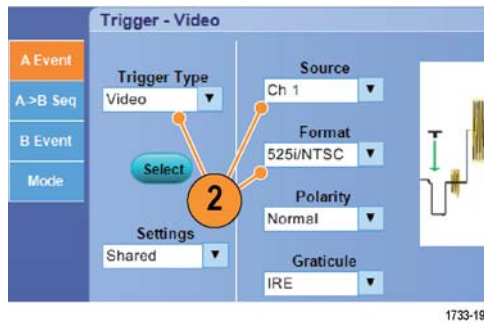 Trigger - Video
A Event
A->B Seq
B Event
Mode
Trigger Type
Video
Select
Settings
Shared
2
Source
Ch 1
Format
525i/NTSC
Polarity
Normal
Graticule
IRE
T
1733-19